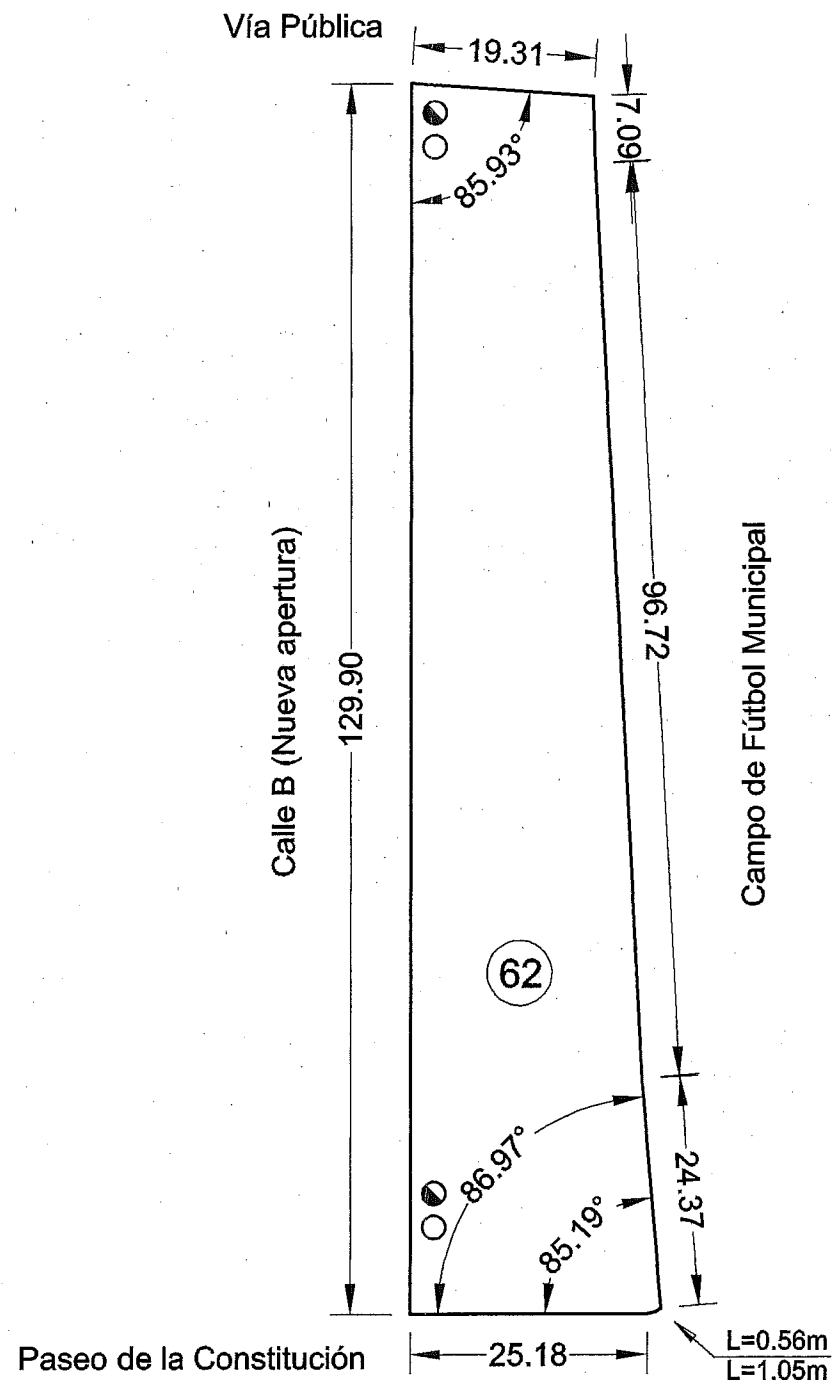 Vía Pública
19.31
7.09
85.93°
96.72
Calle B (Nueva apertura)
129.90
Campo de Fútbol Municipal
62
86.97°
24.37
85.19°
Paseo de la Constitución
25.18
L=0.56m
L=1.05m